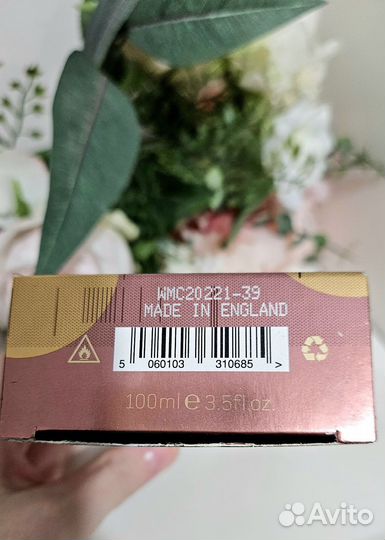 WMC20221-39
MADE IN ENGLAND
5 060103 310685 >
100ml e 3.5fl.oz.
Avito